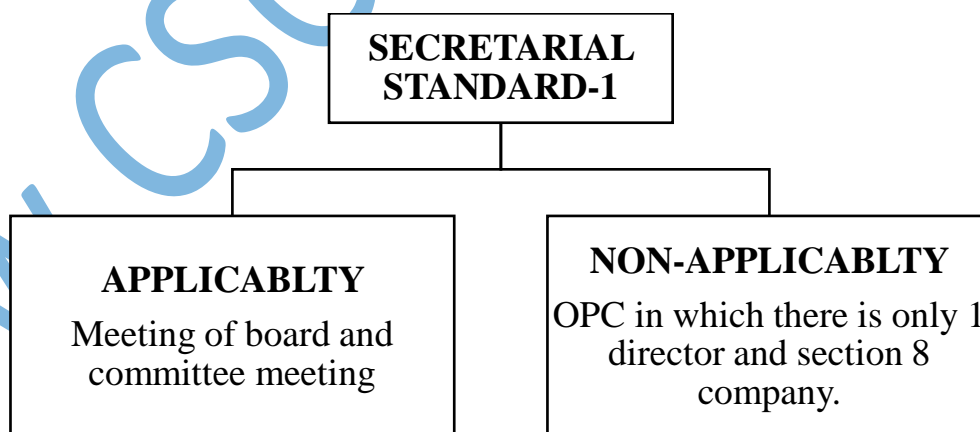 SECRETARIAL
STANDARD-1
APPLICABLTY
Meeting of board and
committee meeting
NON-APPLICABLTY
OPC in which there is only 1
director and section 8
company.